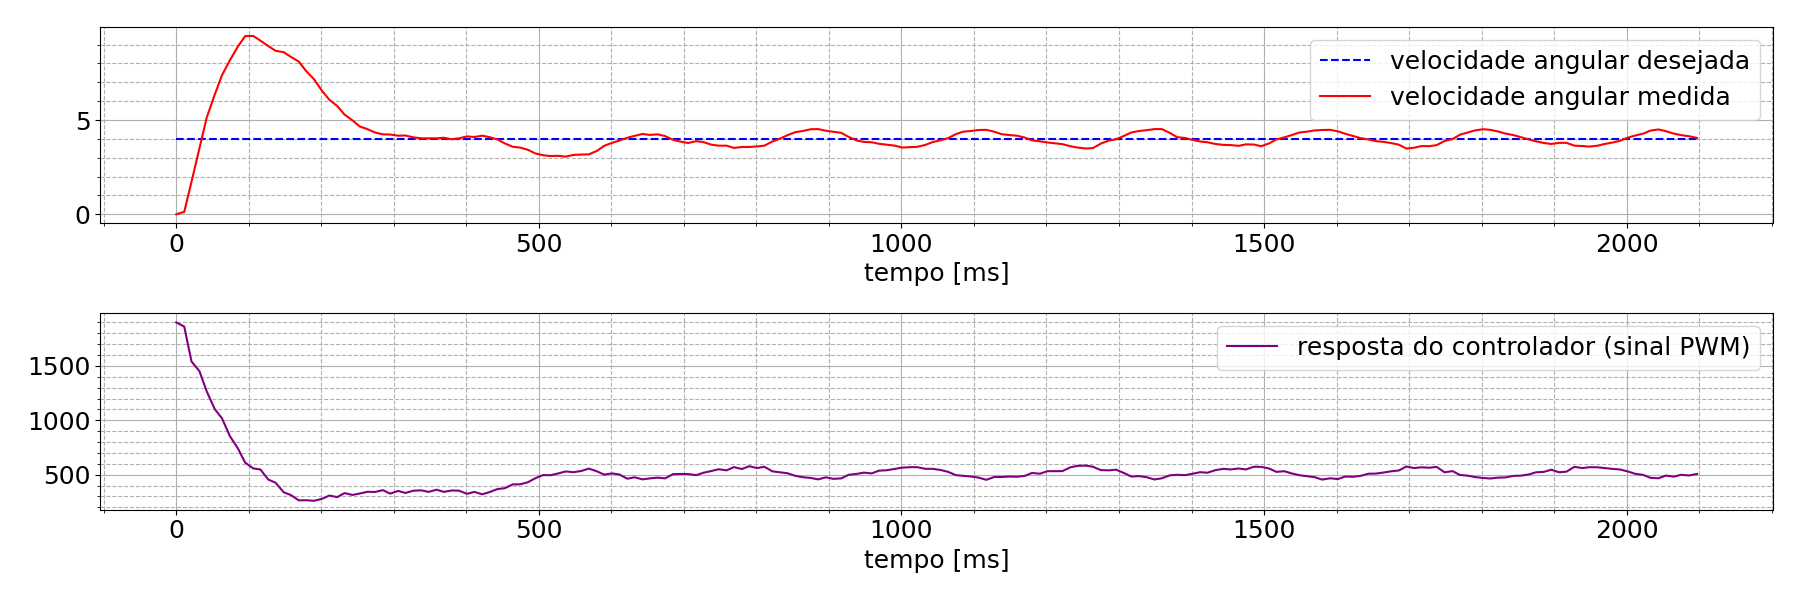 velocidade angular desejada
velocidade angular medida
5
0
0 500 1000 1500 2000
tempo [ms]
resposta do controlador (sinal PWM)
1500
1000
500
0 500 1000 1500 2000
tempo [ms]